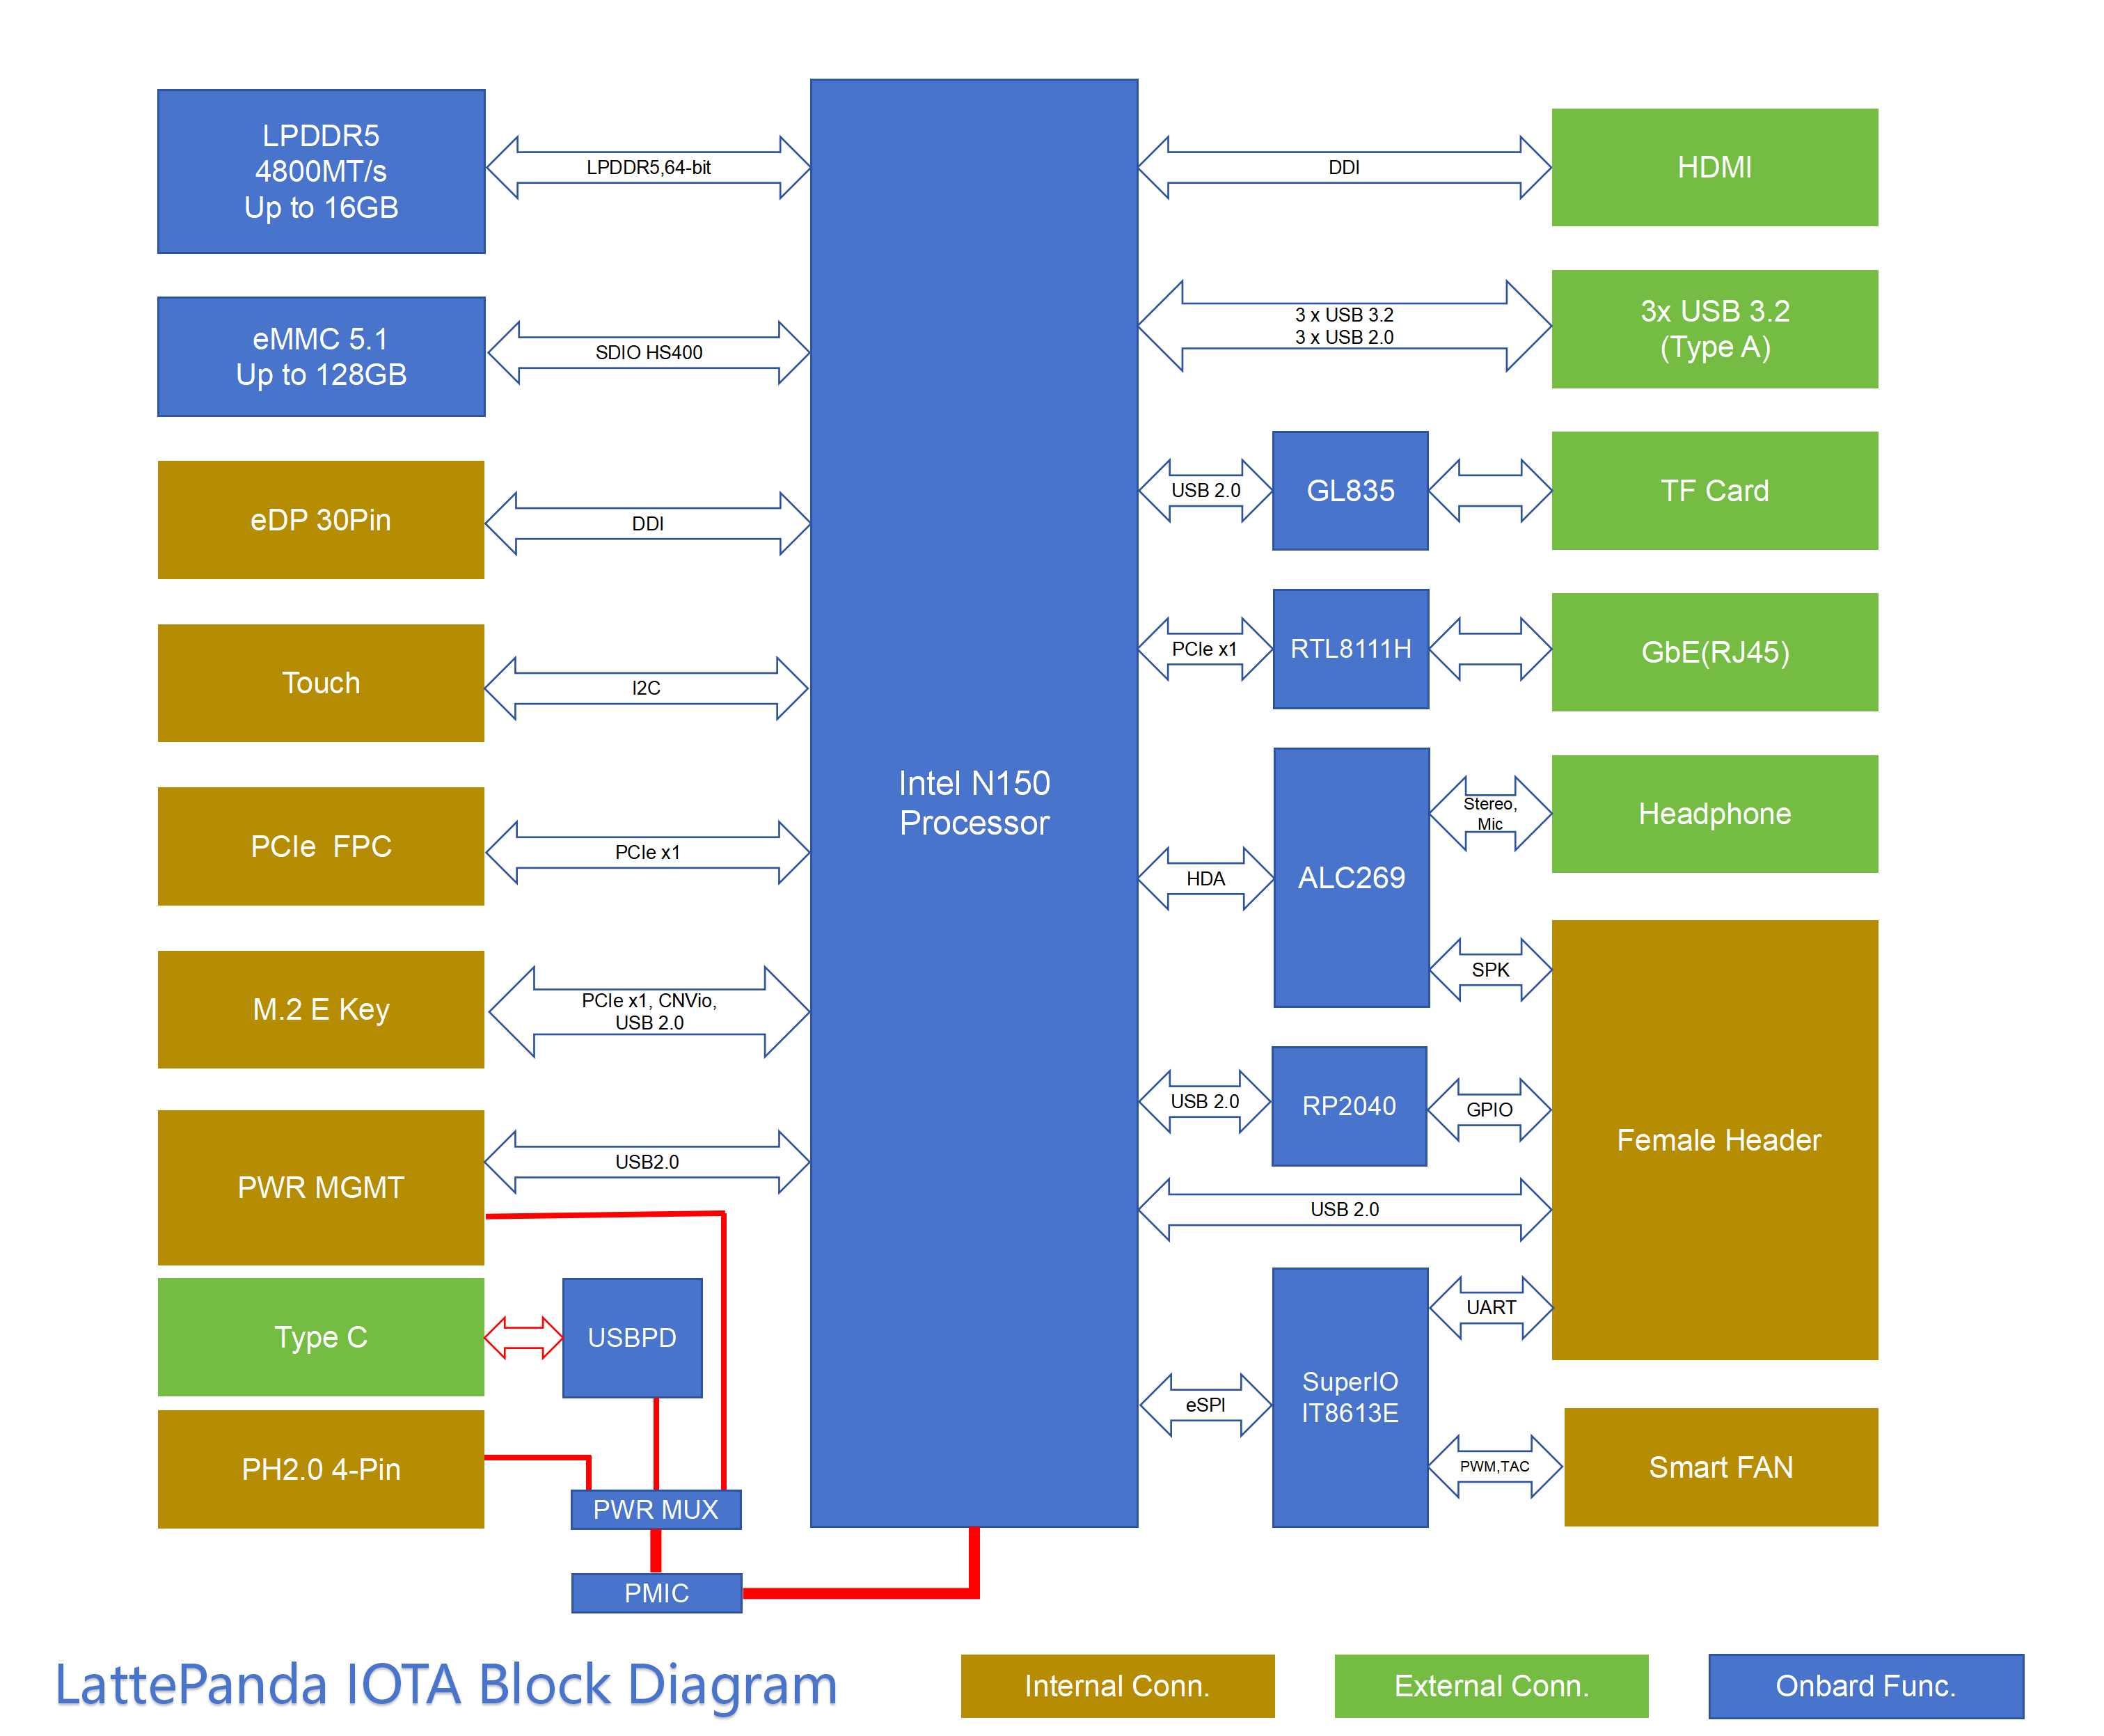 LPDDR5
4800MT/s
Up to 16GB
LPDDR5,64-bit
eMMC 5.1
Up to 128GB
SDIO HS400
eDP 30Pin
DDI
Touch
I2C
PCIe FPC
PCIe x1
M.2 E Key
PCIe x1, CNVio,
USB 2.0
PWR MGMT
USB2.0
Type C
USBPD
PH2.0 4-Pin
PWR MUX
PMIC
Intel N150
Processor
DDI
HDMI
3 x USB 3.2
3 x USB 2.0
3x USB 3.2
(Type A)
USB 2.0
GL835
TF Card
PCIe x1
RTL8111H
GbE(RJ45)
HDA
ALC269
Stereo,
Mic
Headphone
SPK
USB 2.0
RP2040
GPIO
Female Header
USB 2.0
UART
eSPI
SuperIO
IT8613E
PWM,TAC
Smart FAN
LattePanda IOTA Block Diagram
Internal Conn.
External Conn.
Onbard Func.